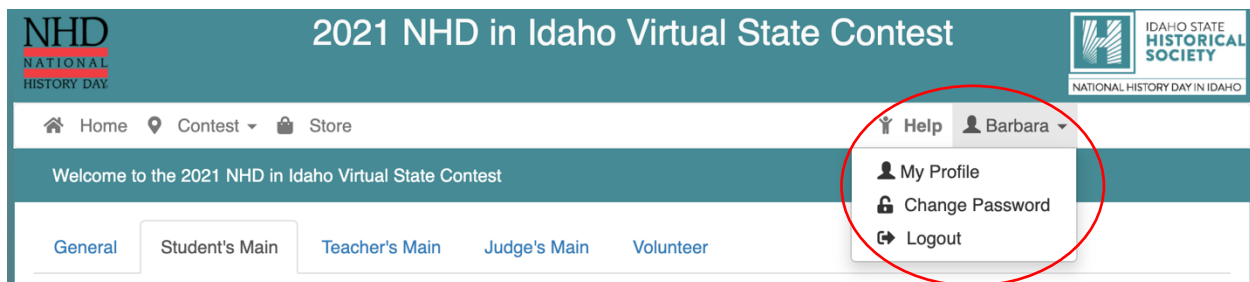 NHD
NATIONAL
HISTORY DAY
2021 NHD in Idaho Virtual State Contest
IDAHO STATE
HISTORICAL
SOCIETY
NATIONAL HISTORY DAY IN IDAHO
Home Contest Store Help Barbara
My Profile
Change Password
Logout
Welcome to the 2021 NHD in Idaho Virtual State Contest
General Student's Main Teacher's Main Judge's Main Volunteer